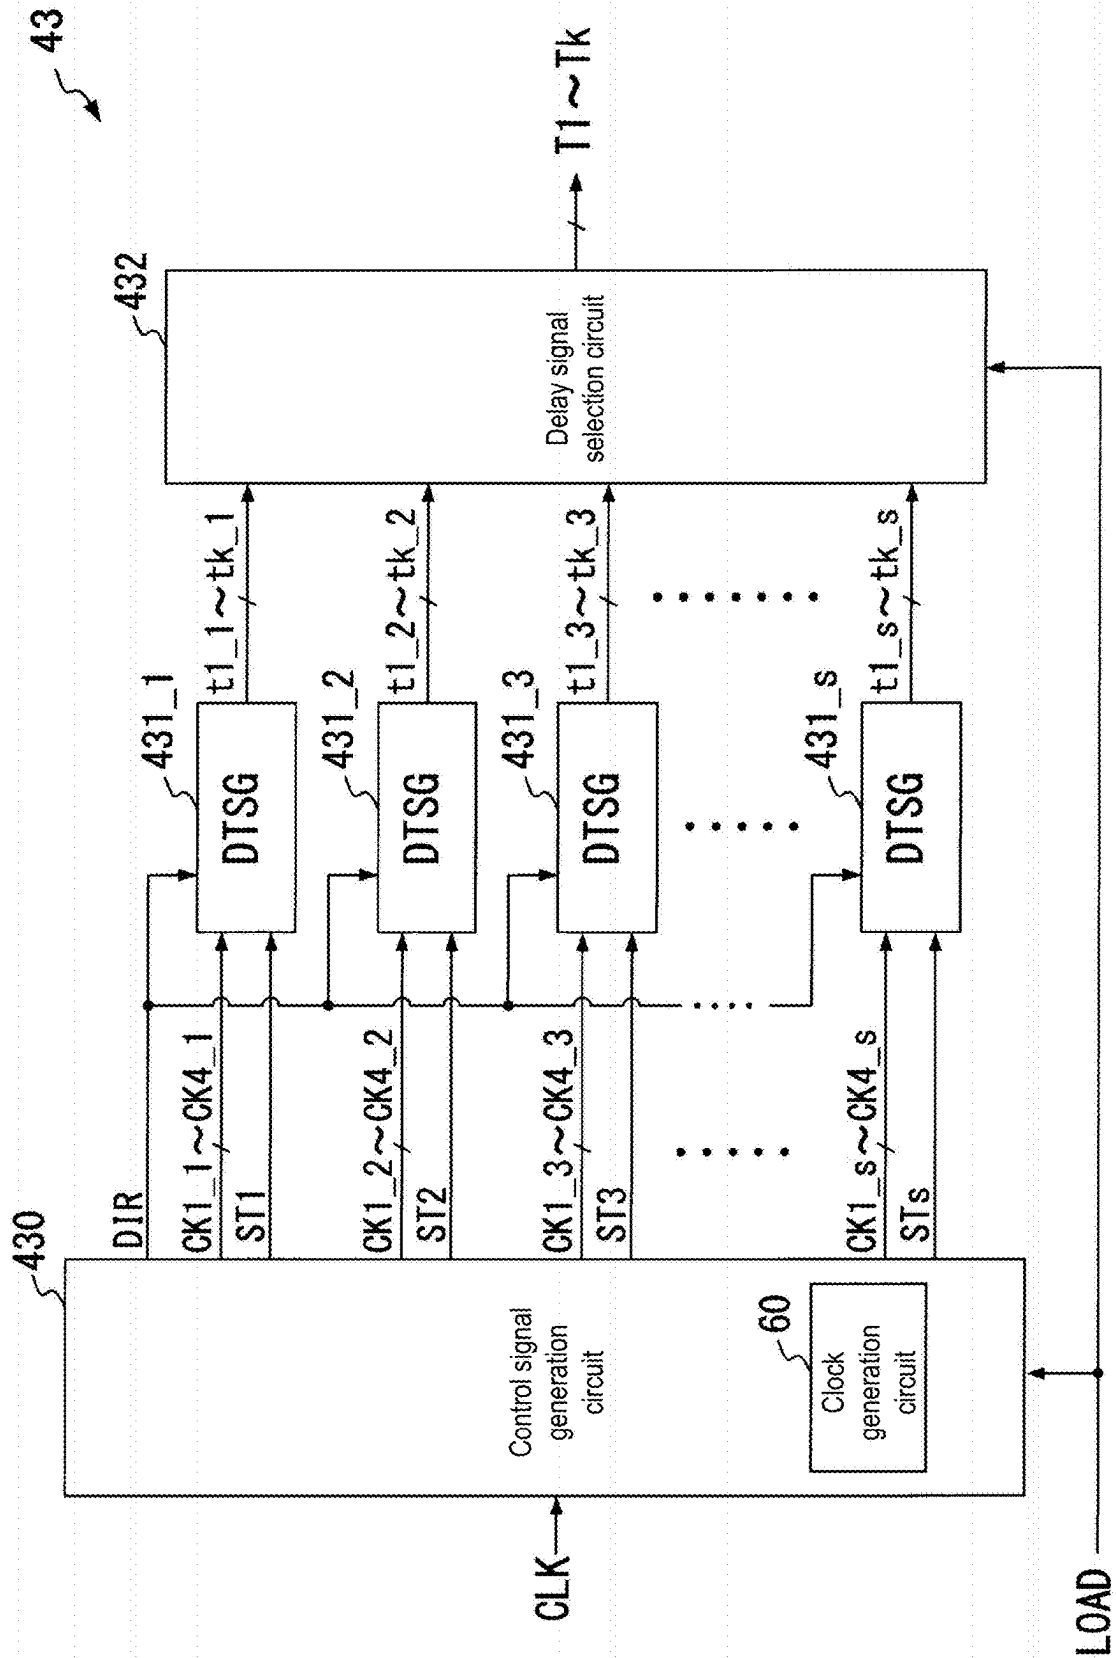 43
430
DIR
CK1_1~CK4_1
ST1
CK1_2~CK4_2
ST2
CK1_3~CK4_3
ST3
CK1_s~CK4_s
STs
Control signal
generation
circuit
60
Clock
generation
circuit
CLK
LOAD
431_1
DTSG
431_2
DTSG
431_3
DTSG
431_s
DTSG
t1_1~tk_1
t1_2~tk_2
t1_3~tk_3
t1_s~tk_s
432
Delay signal
selection circuit
T1~Tk